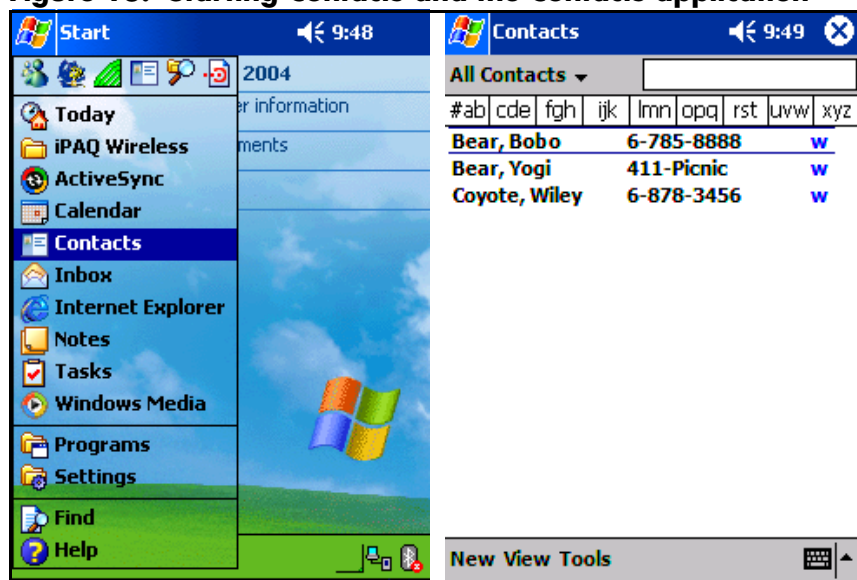 Figure 18. Starting contacts and the contacts application
Start 9:48
2004
er information
Today
iPAQ Wireless
ments
ActiveSync
Calendar
Contacts
Inbox
Internet Explorer
Notes
Tasks
Windows Media
Programs
Settings
Find
Help
Contacts 9:49
All Contacts
#ab cde fgh ijk lmn opq rst uvw xyz
Bear, Bobo 6-785-8888 w
Bear, Yogi 411-Picnic w
Coyote, Wiley 6-878-3456 w
New View Tools